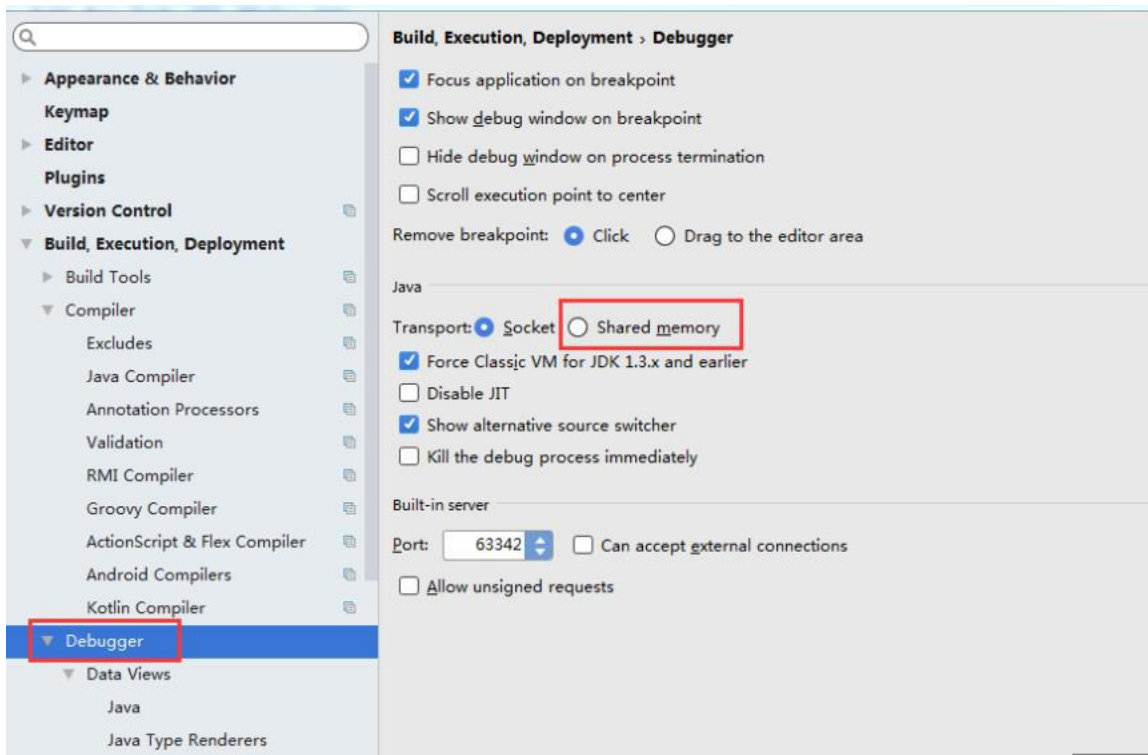 Appearance & Behavior
Keymap
Editor
Plugins
Version Control
Build, Execution, Deployment
Build Tools
Compiler
Excludes
Java Compiler
Annotation Processors
Validation
RMI Compiler
Groovy Compiler
ActionScript & Flex Compiler
Android Compilers
Kotlin Compiler
Debugger
Data Views
Java
Java Type Renderers
Build, Execution, Deployment › Debugger
Focus application on breakpoint
Show debug window on breakpoint
Hide debug window on process termination
Scroll execution point to center
Remove breakpoint: Click Drag to the editor area
Java
Transport: Socket Shared memory
Force Classic VM for JDK 1.3.x and earlier
Disable JIT
Show alternative source switcher
Kill the debug process immediately
Built-in server
Port: 63342 Can accept external connections
Allow unsigned requests